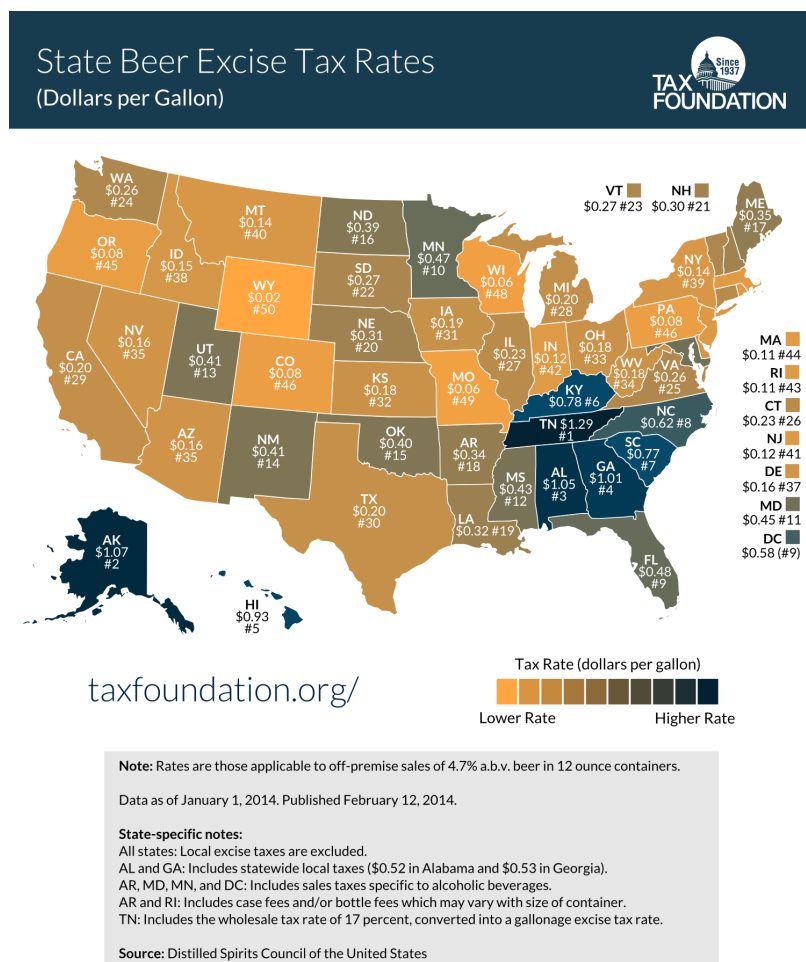 State Beer Excise Tax Rates
(Dollars per Gallon)
Since
1937
TAX
FOUNDATION
WA
$0.26
#24
OR
$0.08
#45
ID
$0.15
#38
MT
$0.14
#40
WY
$0.02
#50
NV
$0.16
#35
UT
$0.41
#13
CA
$0.20
#29
AZ
$0.16
#35
CO
$0.08
#46
NM
$0.41
#14
ND
$0.39
#16
SD
$0.27
#22
NE
$0.31
#20
KS
$0.18
#32
OK
$0.40
#15
TX
$0.20
#30
MN
$0.47
#10
IA
$0.19
#31
MO
$0.06
#49
AR
$0.34
#18
LA
$0.32 #19
WI
$0.06
#48
IL
$0.23
#27
MI
$0.20
#28
IN
$0.12
#42
OH
$0.18
#33
KY
$0.78 #6
TN $1.29
#1
MS
$0.43
#12
AL
$1.05
#3
GA
$1.01
#4
FL
$0.48
#9
SC
$0.77
#7
NC
$0.62 #8
WV
$0.18
#34
VA
$0.26
#25
PA
$0.08
#46
NY
$0.14
#39
ME
$0.35
#17
VT
$0.27 #23
NH
$0.30 #21
MA
$0.11 #44
RI
$0.11 #43
CT
$0.23 #26
NJ
$0.12 #41
DE
$0.16 #37
MD
$0.45 #11
DC
$0.58 (#9)
AK
$1.07
#2
HI
$0.93
#5
taxfoundation.org/
Tax Rate (dollars per gallon)
Lower Rate
Higher Rate
Note: Rates are those applicable to off-premise sales of 4.7% a.b.v. beer in 12 ounce containers.
Data as of January 1, 2014. Published February 12, 2014.
State-specific notes:
All states: Local excise taxes are excluded.
AL and GA: Includes statewide local taxes ($0.52 in Alabama and $0.53 in Georgia).
AR, MD, MN, and DC: Includes sales taxes specific to alcoholic beverages.
AR and RI: Includes case fees and/or bottle fees which may vary with size of container.
TN: Includes the wholesale tax rate of 17 percent, converted into a gallonage excise tax rate.
Source: Distilled Spirits Council of the United States